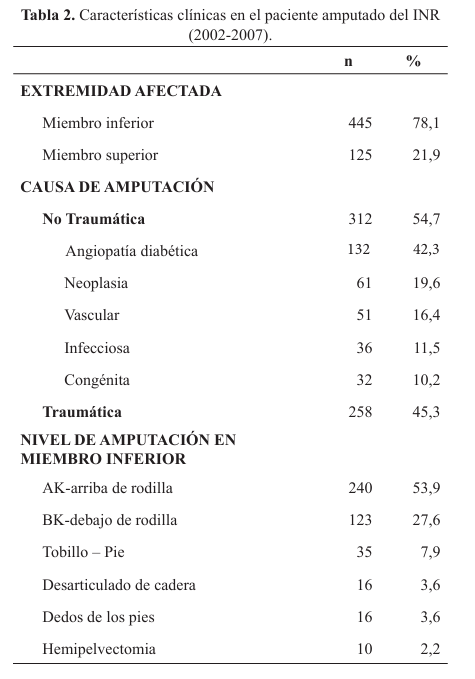 Tabla 2. Características clínicas en el paciente amputado del INR
(2002-2007).
n %
EXTREMIDAD AFECTADA
Miembro inferior 445 78,1
Miembro superior 125 21,9
CAUSA DE AMPUTACIÓN
No Traumática 312 54,7
Angiopatía diabética 132 42,3
Neoplasia 61 19,6
Vascular 51 16,4
Infecciosa 36 11,5
Congénita 32 10,2
Traumática 258 45,3
NIVEL DE AMPUTACIÓN EN
MIEMBRO INFERIOR
AK-arriba de rodilla 240 53,9
BK-debajo de rodilla 123 27,6
Tobillo – Pie 35 7,9
Desarticulado de cadera 16 3,6
Dedos de los pies 16 3,6
Hemipelvectomia 10 2,2